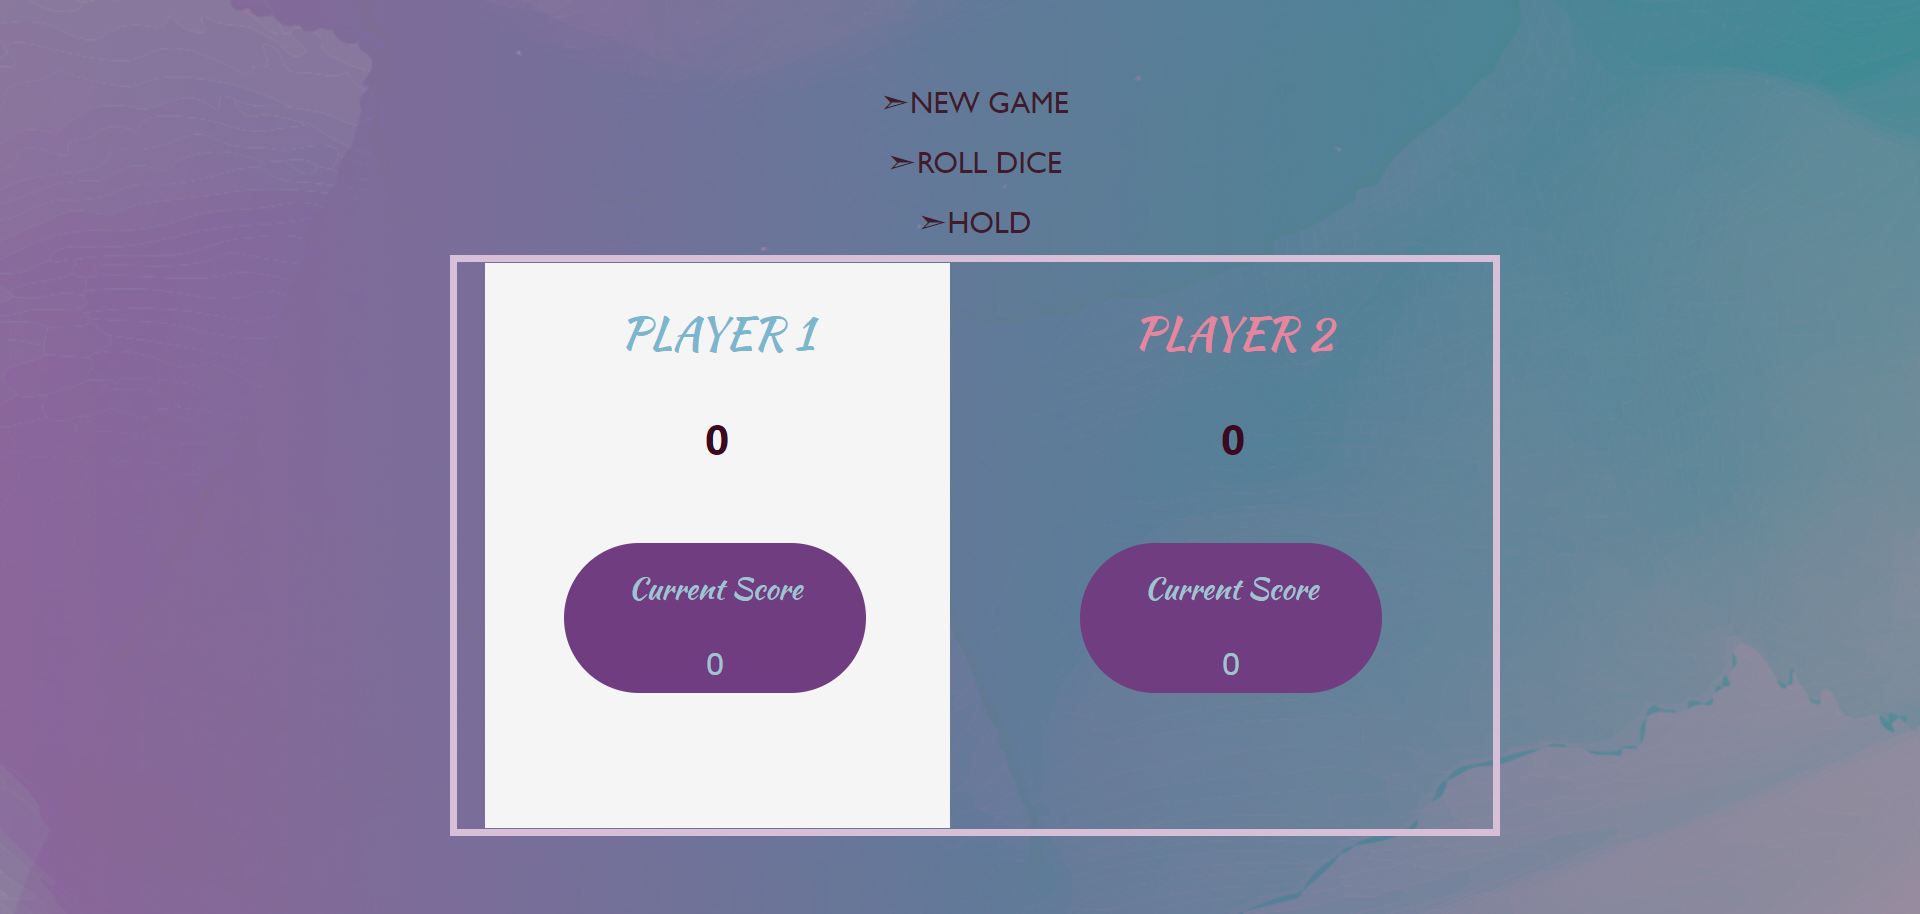 ➣NEW GAME
➣ROLL DICE
➣HOLD
PLAYER 1
0
Current Score
0
PLAYER 2
0
Current Score
0